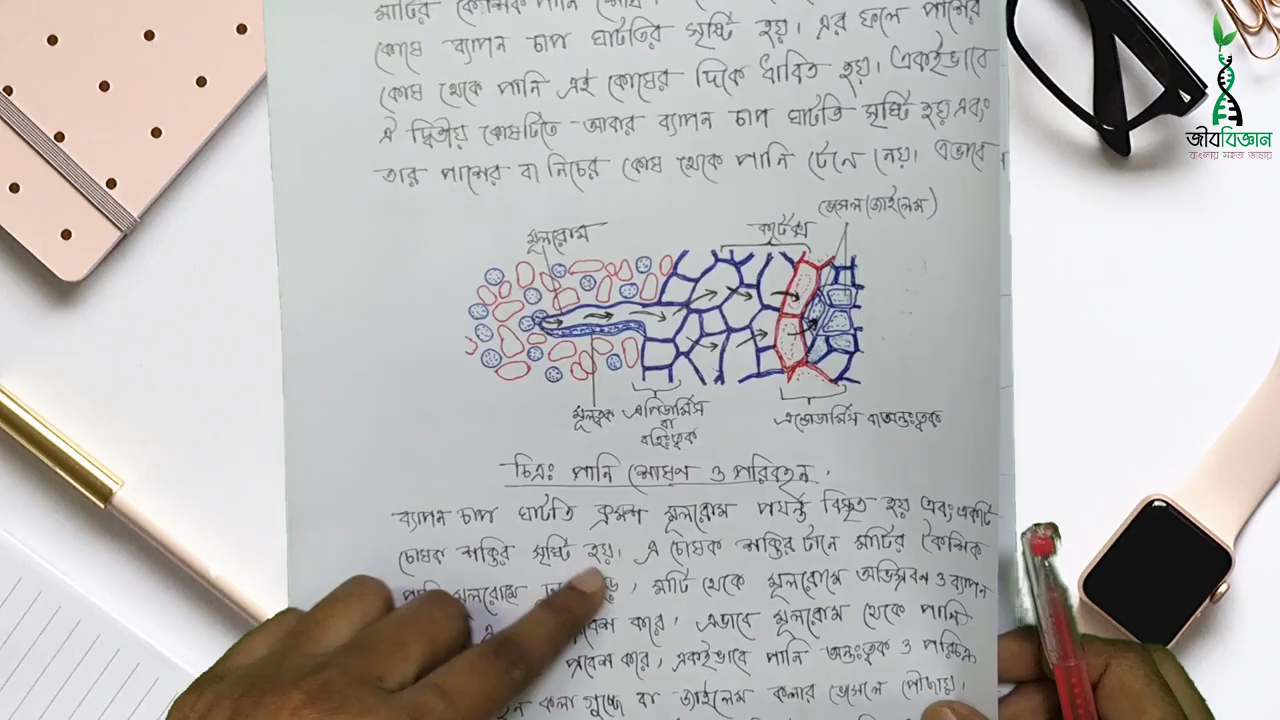 মাটির কৈশিক পানি শোষ
কোষে ব্যাপন চাপ ঘাটতির সৃষ্টি হয়। এর ফলে পাশের
কোষ থেকে পানি এই কোষের দিকে ধাবিত হয়। একইভাবে
ঐ দ্বিতীয় কোষটিতে আবার ব্যাপন চাপ ঘাটতি সৃষ্টি হয় এবং
তার পাশের বা নিচের কোষ থেকে পানি টেনে নেয়। এভাবে
জীববিজ্ঞান
বাংলায় সহজ ভাষায়
ভেসেল(জাইলেম)
মূলরোম
কর্টেক্স
মূলত্বক
এপিডার্মিস
বা
বহিঃত্বক
এন্ডোডার্মিস বা অন্তঃত্বক
চিত্রঃ পানি শোষণ ও পরিবহন।
ব্যাপন চাপ ঘাটতি ক্রমশ মূলরোম পর্যন্ত বিস্তৃত হয় এবং একটি
চোষক শক্তির সৃষ্টি হয়। এ চোষক শক্তির টানে মাটির কৈশিক
পানি মূলরোমে মাটি থেকে মূলরোমে অভিস্রবন ও ব্যাপন
করে, এভাবে মূলরোম থেকে পানি
প্রবেশ করে, একইভাবে পানি অন্তঃত্বক ও পরিচক্র
কলা গুচ্ছে বা জাইলেম কলার ভেসেলে পৌঁছায়।